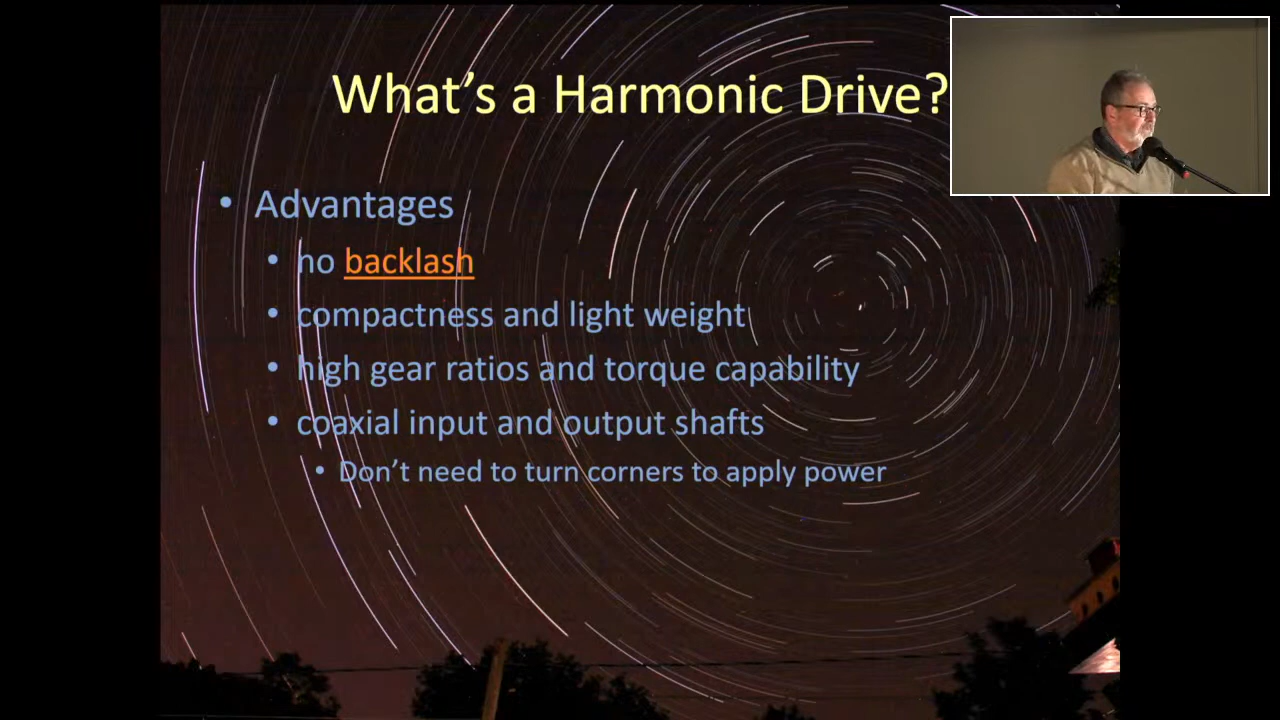 What's a Harmonic Drive?
• Advantages
• no backlash
• compactness and light weight
• high gear ratios and torque capability
• coaxial input and output shafts
• Don't need to turn corners to apply power